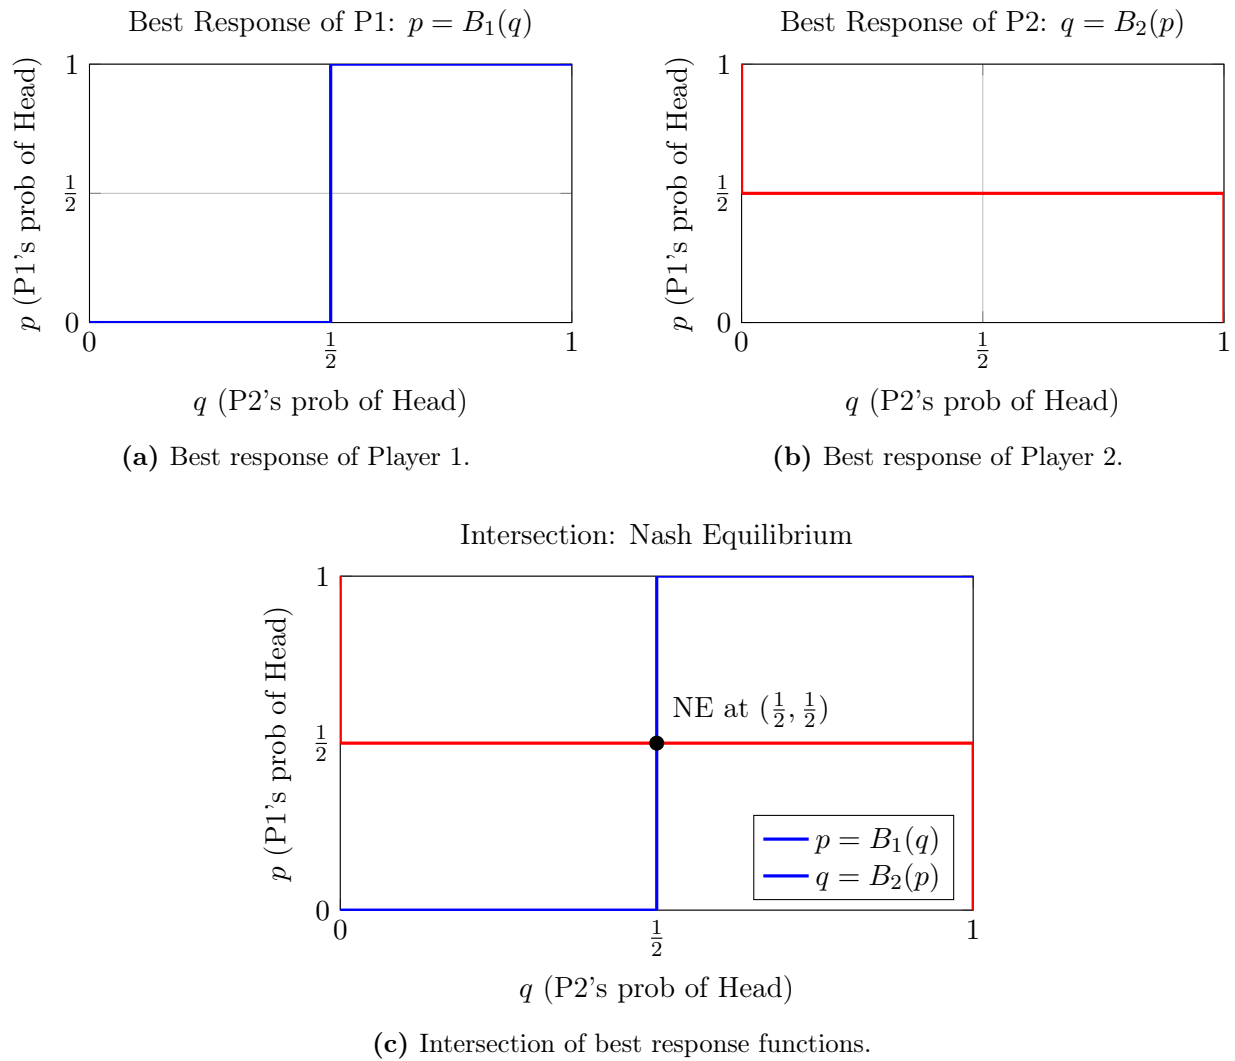 Best Response of P1: p = B₁(q)
1
1/2
0
p (P1's prob of Head)
0 1/2 1
q (P2's prob of Head)
(a) Best response of Player 1.
Best Response of P2: q = B₂(p)
1
1/2
0
p (P1's prob of Head)
0 1/2 1
q (P2's prob of Head)
(b) Best response of Player 2.
Intersection: Nash Equilibrium
1
1/2
0
p (P1's prob of Head)
NE at (1/2, 1/2)
p = B₁(q)
q = B₂(p)
0 1/2 1
q (P2's prob of Head)
(c) Intersection of best response functions.